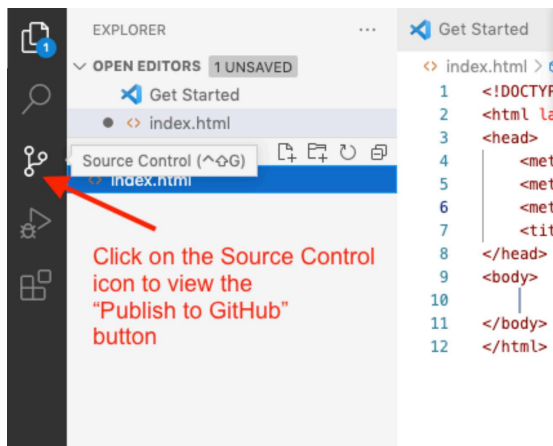 1
EXPLORER
...
Get Started
OPEN EDITORS 1 UNSAVED
index.html >
Get Started
index.html
Source Control (^⇧G)
index.html
Click on the Source Control
icon to view the
“Publish to GitHub”
button
1 <!DOCTYP
2 <html la
3 <head>
4 <met
5 <met
6 <met
7 <tit
8 </head>
9 <body>
10
11 </body>
12 </html>